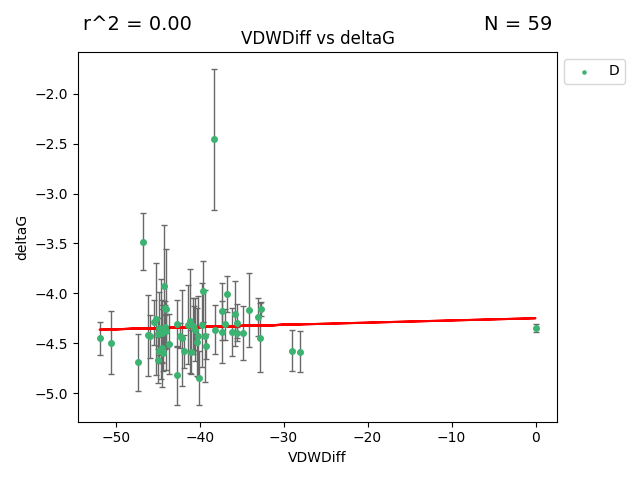 r^2 = 0.00
N = 59
VDWDiff vs deltaG
D
−2.0
−2.5
−3.0
−3.5
−4.0
−4.5
−5.0
deltaG
−50
−40
−30
−20
−10
0
VDWDiff